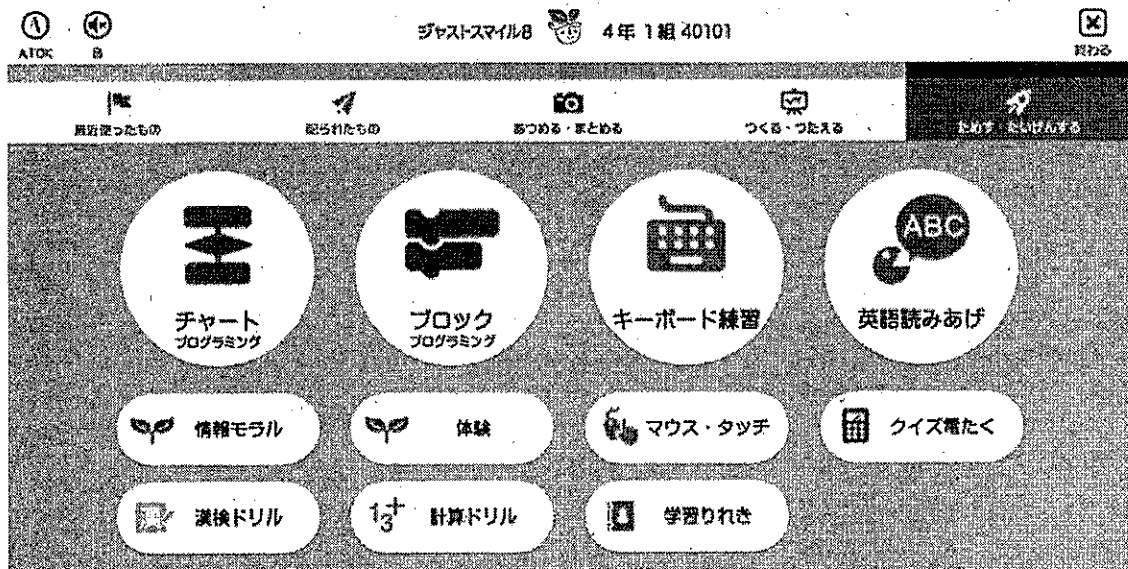 ジャストスマイル8 4年 1組 40101
ATOK
終わる
最近使ったもの
配られたもの
あつめる・まとめる
つくる・つたえる
ためす・たいけんする
チャート
プログラミング
ブロック
プログラミング
キーボード練習
ABC
英語読みあげ
情報モラル
体験
マウス・タッチ
クイズ電たく
漢検ドリル
計算ドリル
学習りれき